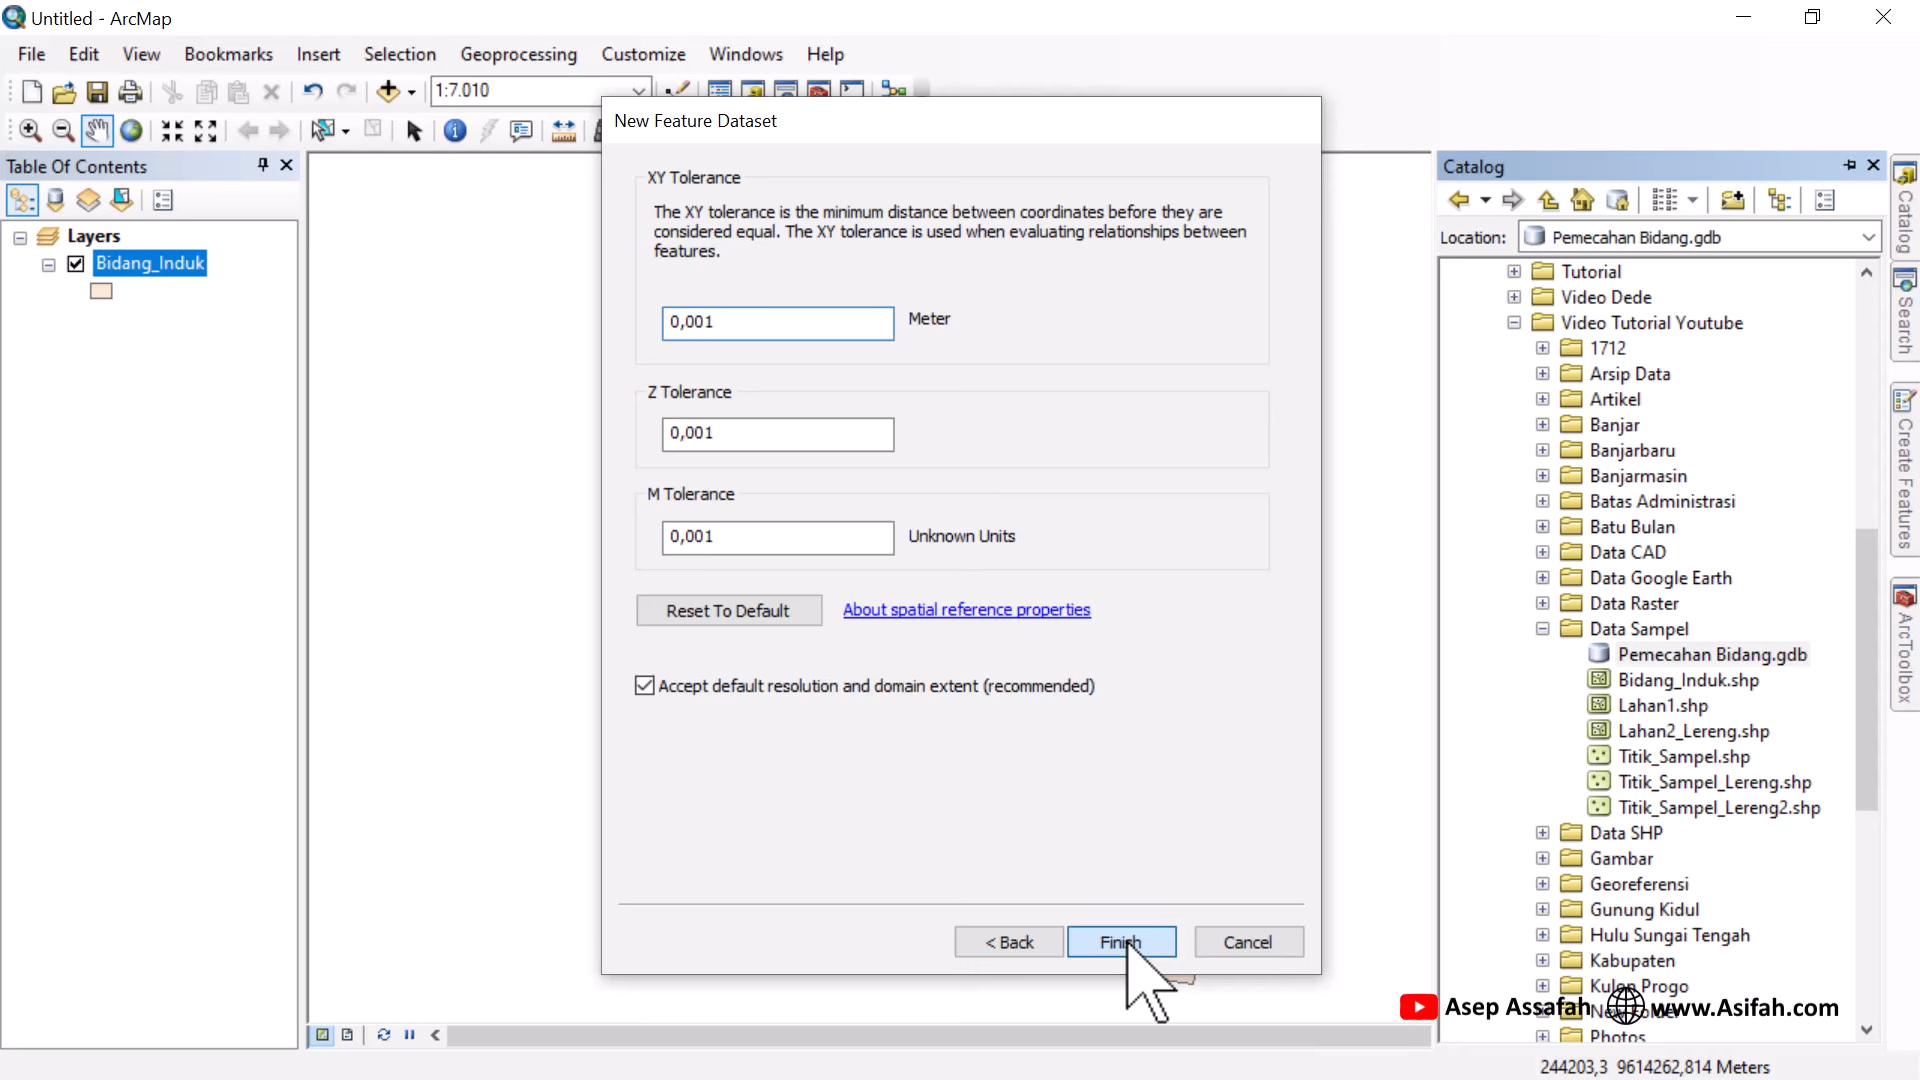 Untitled - ArcMap
File Edit View Bookmarks Insert Selection Geoprocessing Customize Windows Help
1:7.010
Table Of Contents
Layers
Bidang_Induk
New Feature Dataset
XY Tolerance
The XY tolerance is the minimum distance between coordinates before they are
considered equal. The XY tolerance is used when evaluating relationships between
features.
0,001 Meter
Z Tolerance
0,001
M Tolerance
0,001 Unknown Units
Reset To Default About spatial reference properties
Accept default resolution and domain extent (recommended)
< Back Finish Cancel
Catalog
Location: Pemecahan Bidang.gdb
Tutorial
Video Dede
Video Tutorial Youtube
1712
Arsip Data
Artikel
Banjar
Banjarbaru
Banjarmasin
Batas Administrasi
Batu Bulan
Data CAD
Data Google Earth
Data Raster
Data Sampel
Pemecahan Bidang.gdb
Bidang_Induk.shp
Lahan1.shp
Lahan2_Lereng.shp
Titik_Sampel.shp
Titik_Sampel_Lereng.shp
Titik_Sampel_Lereng2.shp
Data SHP
Gambar
Georeferensi
Gunung Kidul
Hulu Sungai Tengah
Kabupaten
Kulon Progo
Photos
Catalog
Search
Create Features
ArcToolbox
Asep Assafah www.Asifah.com
244203,3 9614262,814 Meters